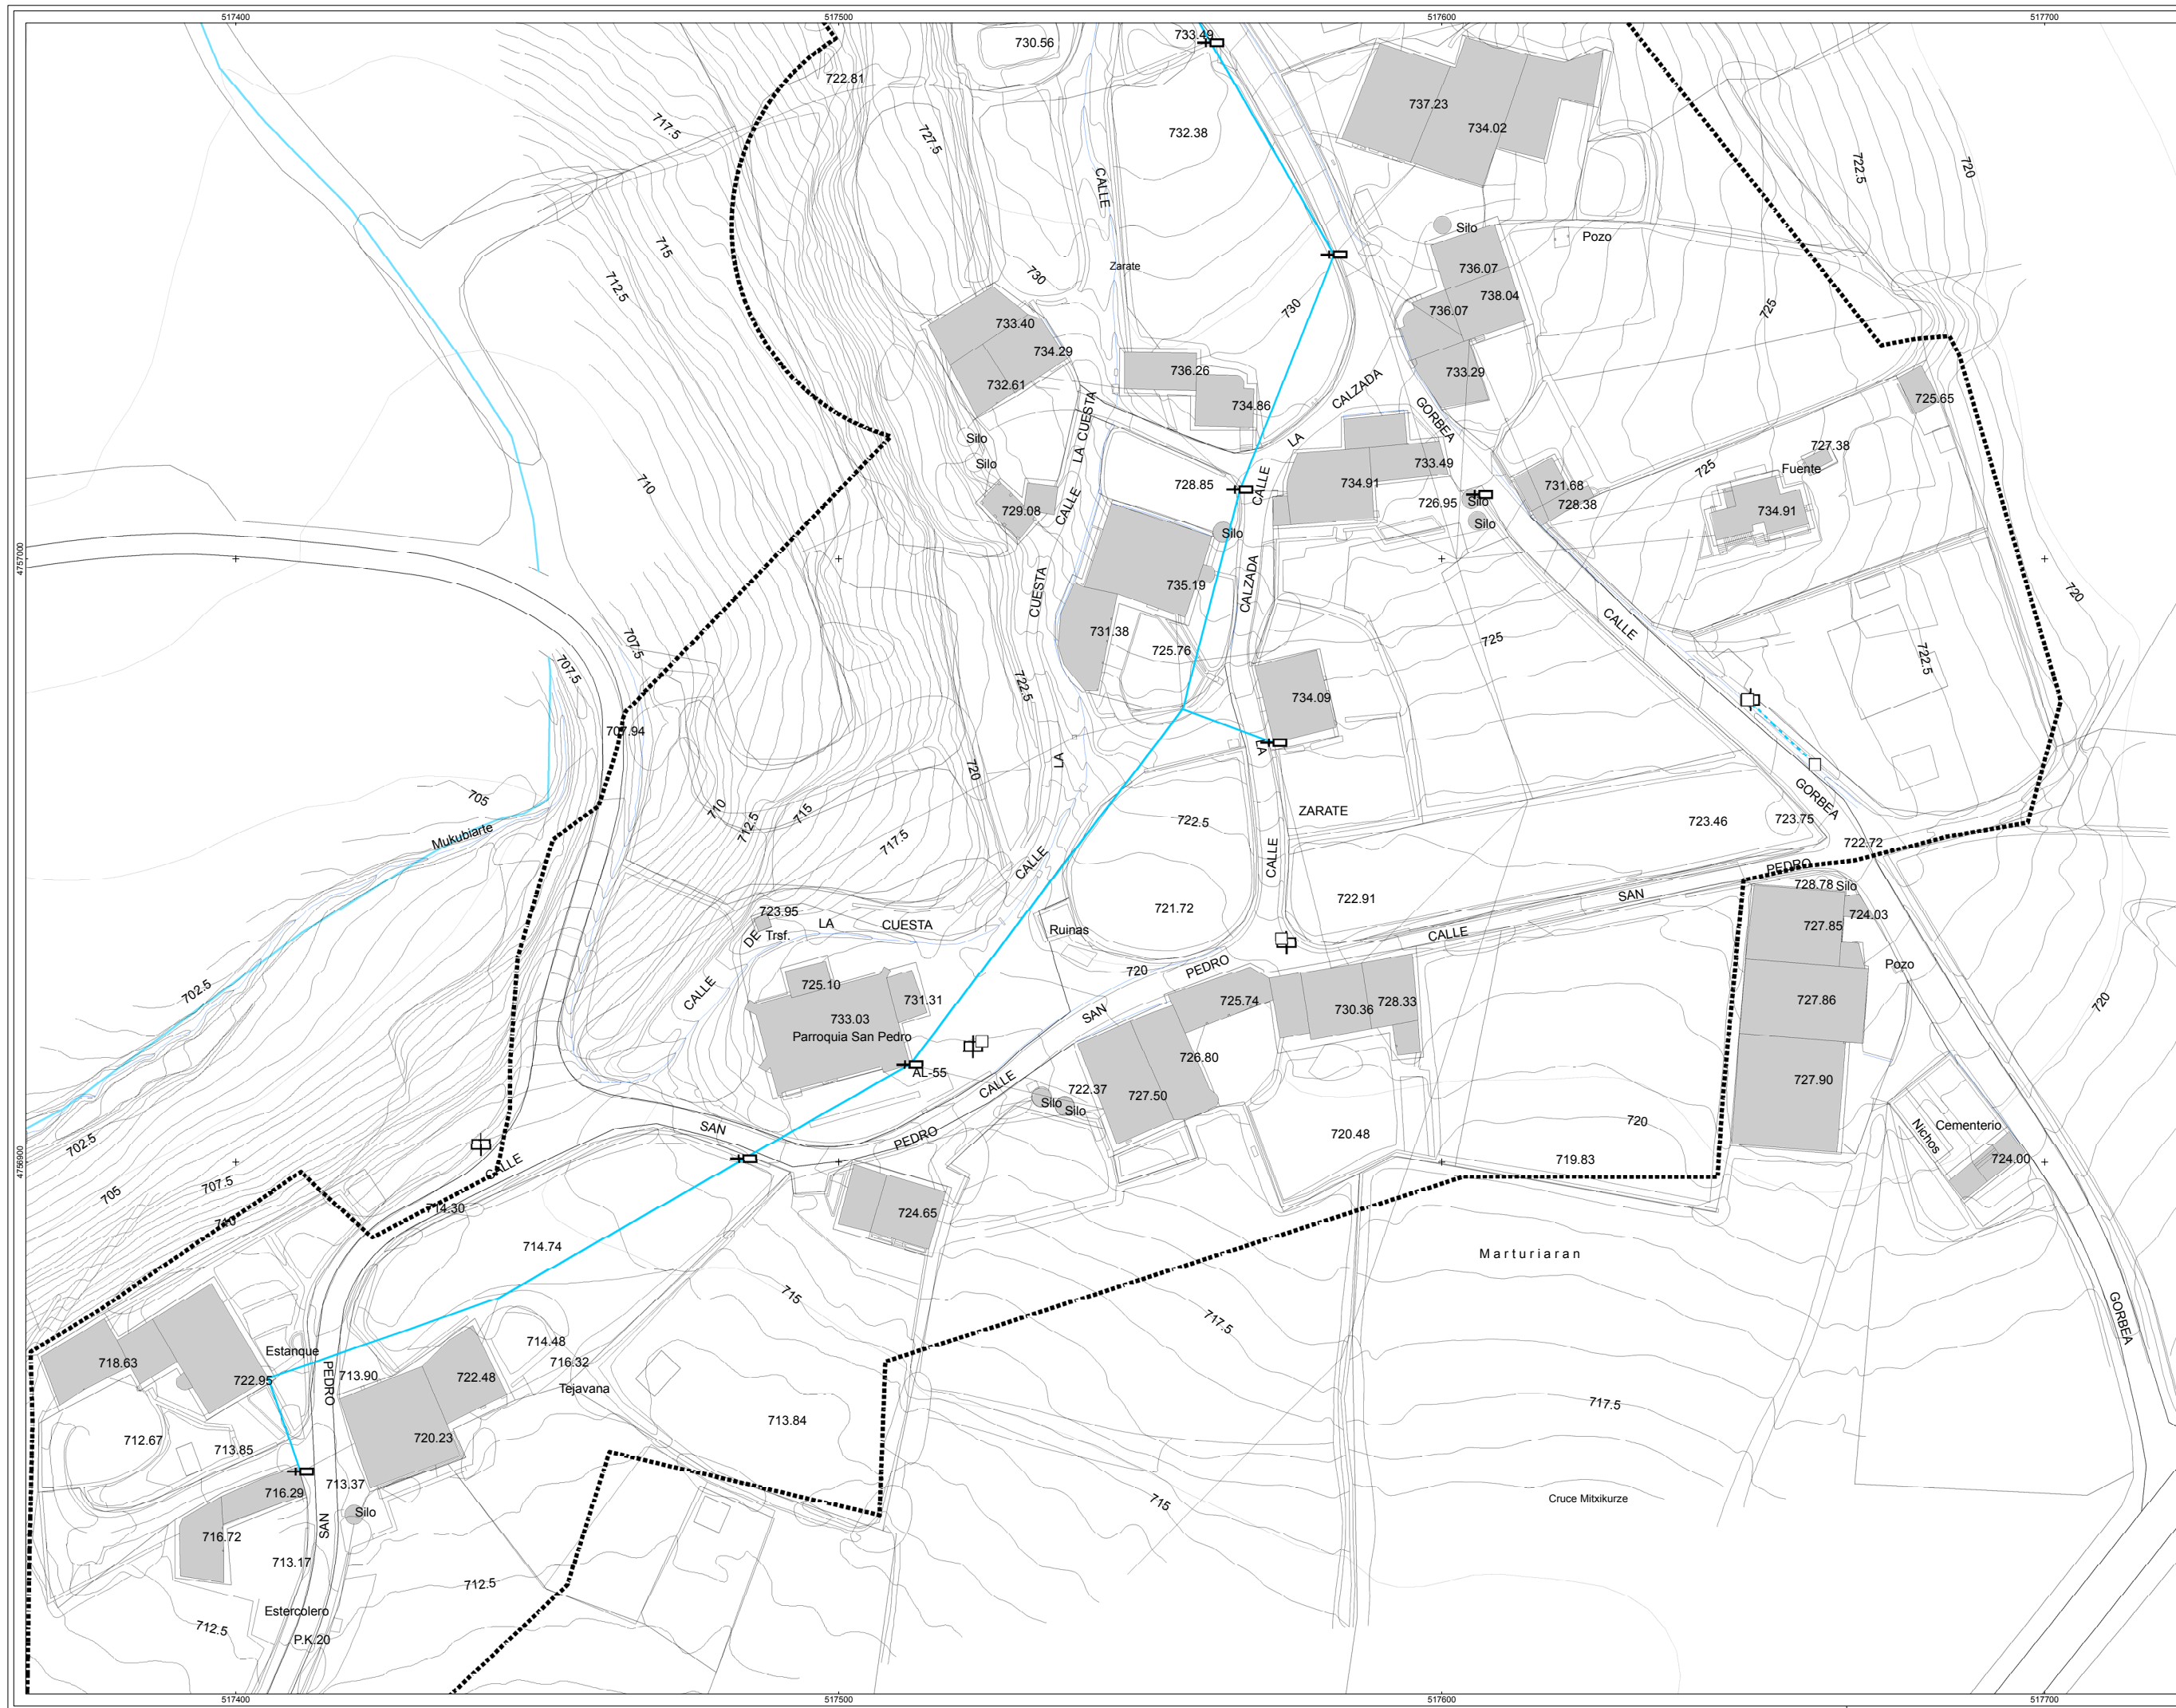 517400
517500
517600
517700
730.56
733.49
722.81
717.5
727.5
732.38
737.23
734.02
722.5
720
CALLE
715
712.5
730
Zarate
Silo
Pozo
736.07
738.04
736.07
730
725
733.40
734.29
732.61
736.26
734.86
733.29
CALZADA
LA
GORBEA
725.65
LA CUESTA
Silo
Silo
710
728.85
CALLE
733.49
734.91
726.95
Silo
Silo
731.68
728.38
725
727.38
Fuente
734.91
729.08
CALLE
Silo
4757000
CUESTA
735.19
CALZADA
720
731.38
725.76
725
CALLE
722.5
707.5
707.5
722.5
734.09
707.94
LA
LA
720
705
Mukubiarte
710
712.5
715
717.5
722.5
ZARATE
723.46
723.75
GORBEA
722.72
CALLE
CALLE
PEDRO
728.78
Silo
724.03
727.85
723.95
Trsf.
DE
LA
CUESTA
Ruinas
721.72
722.91
SAN
CALLE
Pozo
702.5
CALLE
725.10
731.31
733.03
Parroquia San Pedro
720
PEDRO
725.74
730.36
728.33
727.86
720
SAN
AL-55
726.80
727.50
722.37
CALLE
Silo
Silo
727.90
720
720.48
719.83
Nichos
Cementerio
724.00
4756900
702.5
705
707.5
710
SAN
PEDRO
CALLE
714.30
724.65
714.74
Marturiaran
715
717.5
GORBEA
718.63
Estanque
722.95
PEDRO
713.90
722.48
714.48
716.32
Tejavana
713.84
717.5
712.67
713.85
720.23
713.37
716.29
716.72
Silo
SAN
715
Cruce Mitxikurze
713.17
712.5
Estercolero
712.5
P.K.20
517400
517500
517600
517700